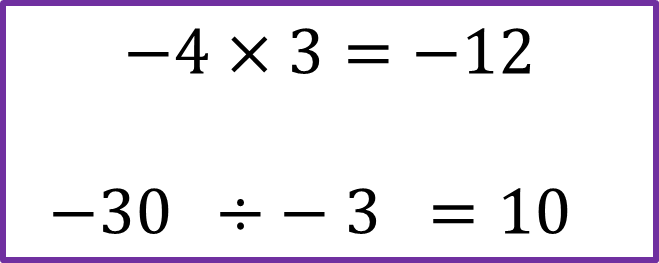 −4 × 3 = −12
−30 ÷ − 3 = 10